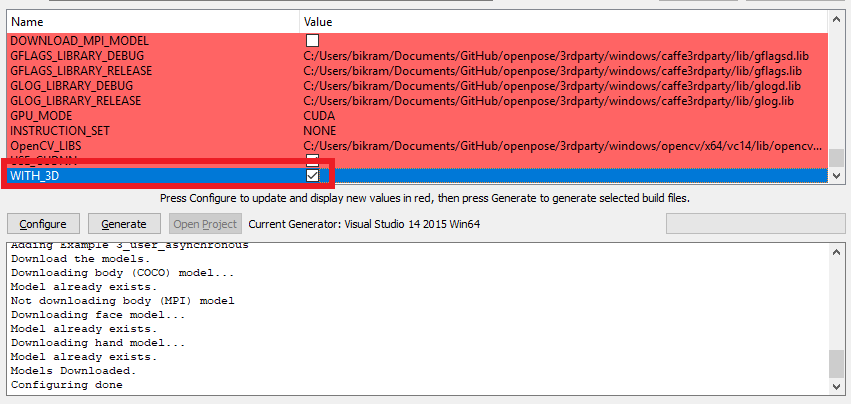 Name Value
DOWNLOAD_MPI_MODEL
GFLAGS_LIBRARY_DEBUG C:/Users/bikram/Documents/GitHub/openpose/3rdparty/windows/caffe3rdparty/lib/gflagsd.lib
GFLAGS_LIBRARY_RELEASE C:/Users/bikram/Documents/GitHub/openpose/3rdparty/windows/caffe3rdparty/lib/gflags.lib
GLOG_LIBRARY_DEBUG C:/Users/bikram/Documents/GitHub/openpose/3rdparty/windows/caffe3rdparty/lib/glogd.lib
GLOG_LIBRARY_RELEASE C:/Users/bikram/Documents/GitHub/openpose/3rdparty/windows/caffe3rdparty/lib/glog.lib
GPU_MODE CUDA
INSTRUCTION_SET NONE
OpenCV_LIBS C:/Users/bikram/Documents/GitHub/openpose/3rdparty/windows/opencv/x64/vc14/lib/opencv...
USE_CUDNN
WITH_3D
Press Configure to update and display new values in red, then press Generate to generate selected build files.
Configure Generate Open Project Current Generator: Visual Studio 14 2015 Win64
Adding Example 3_user_asynchronous
Download the models.
Downloading body (COCO) model...
Model already exists.
Not downloading body (MPI) model
Downloading face model...
Model already exists.
Downloading hand model...
Model already exists.
Models Downloaded.
Configuring done